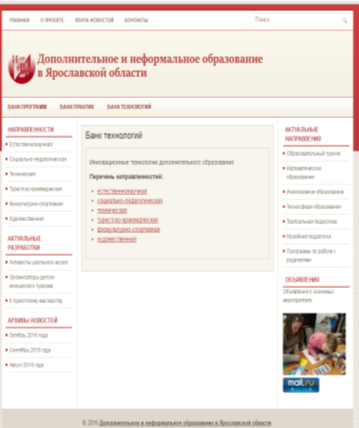 ГЛАВНАЯ О ПРОЕКТЕ ЛЕНТА НОВОСТЕЙ КОНТАКТЫ Поиск
Дополнительное и неформальное образование
в Ярославской области
БАНК ПРОГРАММ БАНК ПРАКТИК БАНК ТЕХНОЛОГИЙ
НАПРАВЛЕННОСТИ
Естественнонаучная
Социально-педагогическая
Техническая
Туристско-краеведческая
Физкультурно-спортивная
Художественная
АКТУАЛЬНЫЕ
РАЗРАБОТКИ
Активисты школьного музея
Организаторы детско-
юношеского туризма
К туристскому мастерству
АРХИВЫ НОВОСТЕЙ
Октябрь 2016 года
Сентябрь 2016 года
Август 2016 года
Банк технологий
Инновационные технологии дополнительного образования
Перечень направленностей:
естественнонаучная
социально-педагогическая
техническая
туристско-краеведческая
физкультурно-спортивная
художественная
АКТУАЛЬНЫЕ
НАПРАВЛЕНИЯ
Образовательный туризм
Математическое
образование
Инклюзивное образование
Техносфера образования
Театральная педагогика
Музейная педагогика
Программы по работе с
родителями
ОБЪЯВЛЕНИЯ
Объявления о значимых
мероприятиях
mail.ru
© 2016 Дополнительное и неформальное образование в Ярославской области